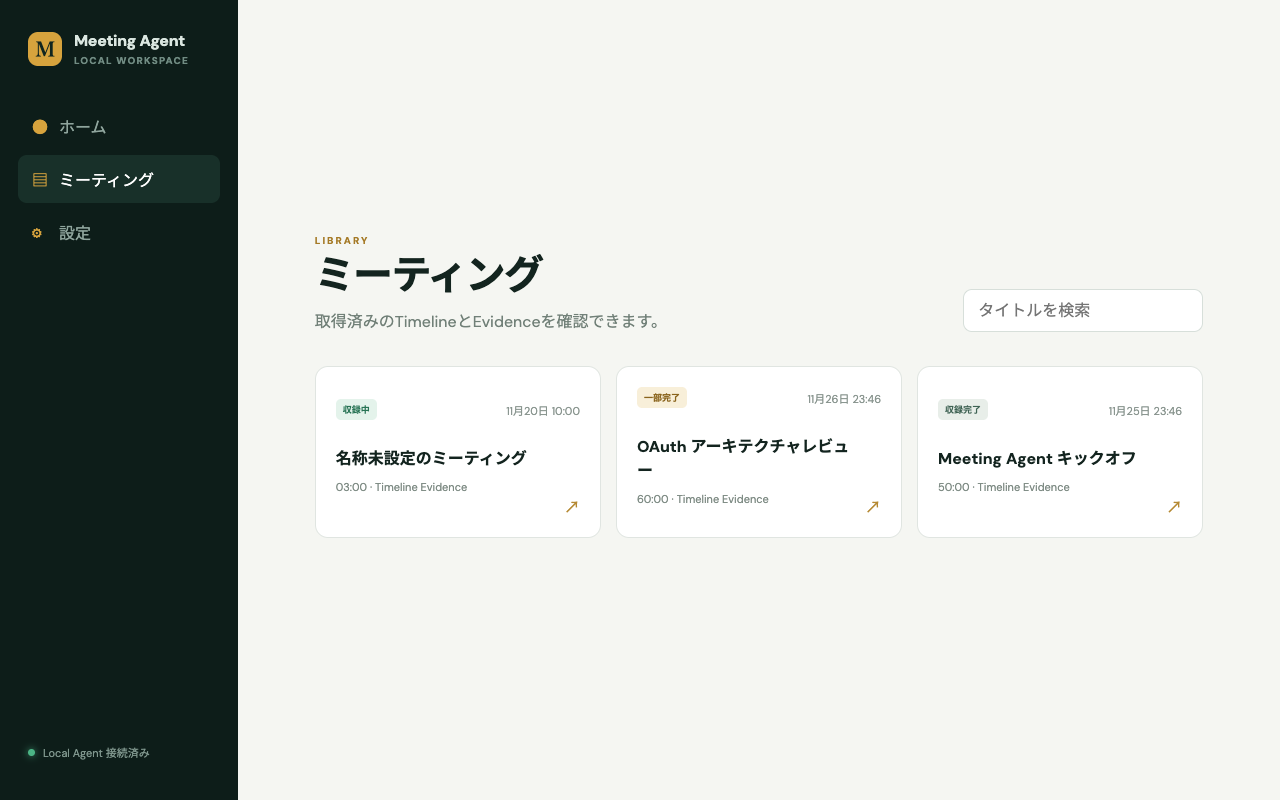 M
Meeting Agent
LOCAL WORKSPACE
ホーム
ミーティング
設定
Local Agent 接続済み
LIBRARY
ミーティング
取得済みのTimelineとEvidenceを確認できます。
タイトルを検索
収録中
11月20日 10:00
名称未設定のミーティング
03:00 · Timeline Evidence
↗
一部完了
11月26日 23:46
OAuth アーキテクチャレビュ
ー
60:00 · Timeline Evidence
↗
収録完了
11月25日 23:46
Meeting Agent キックオフ
50:00 · Timeline Evidence
↗